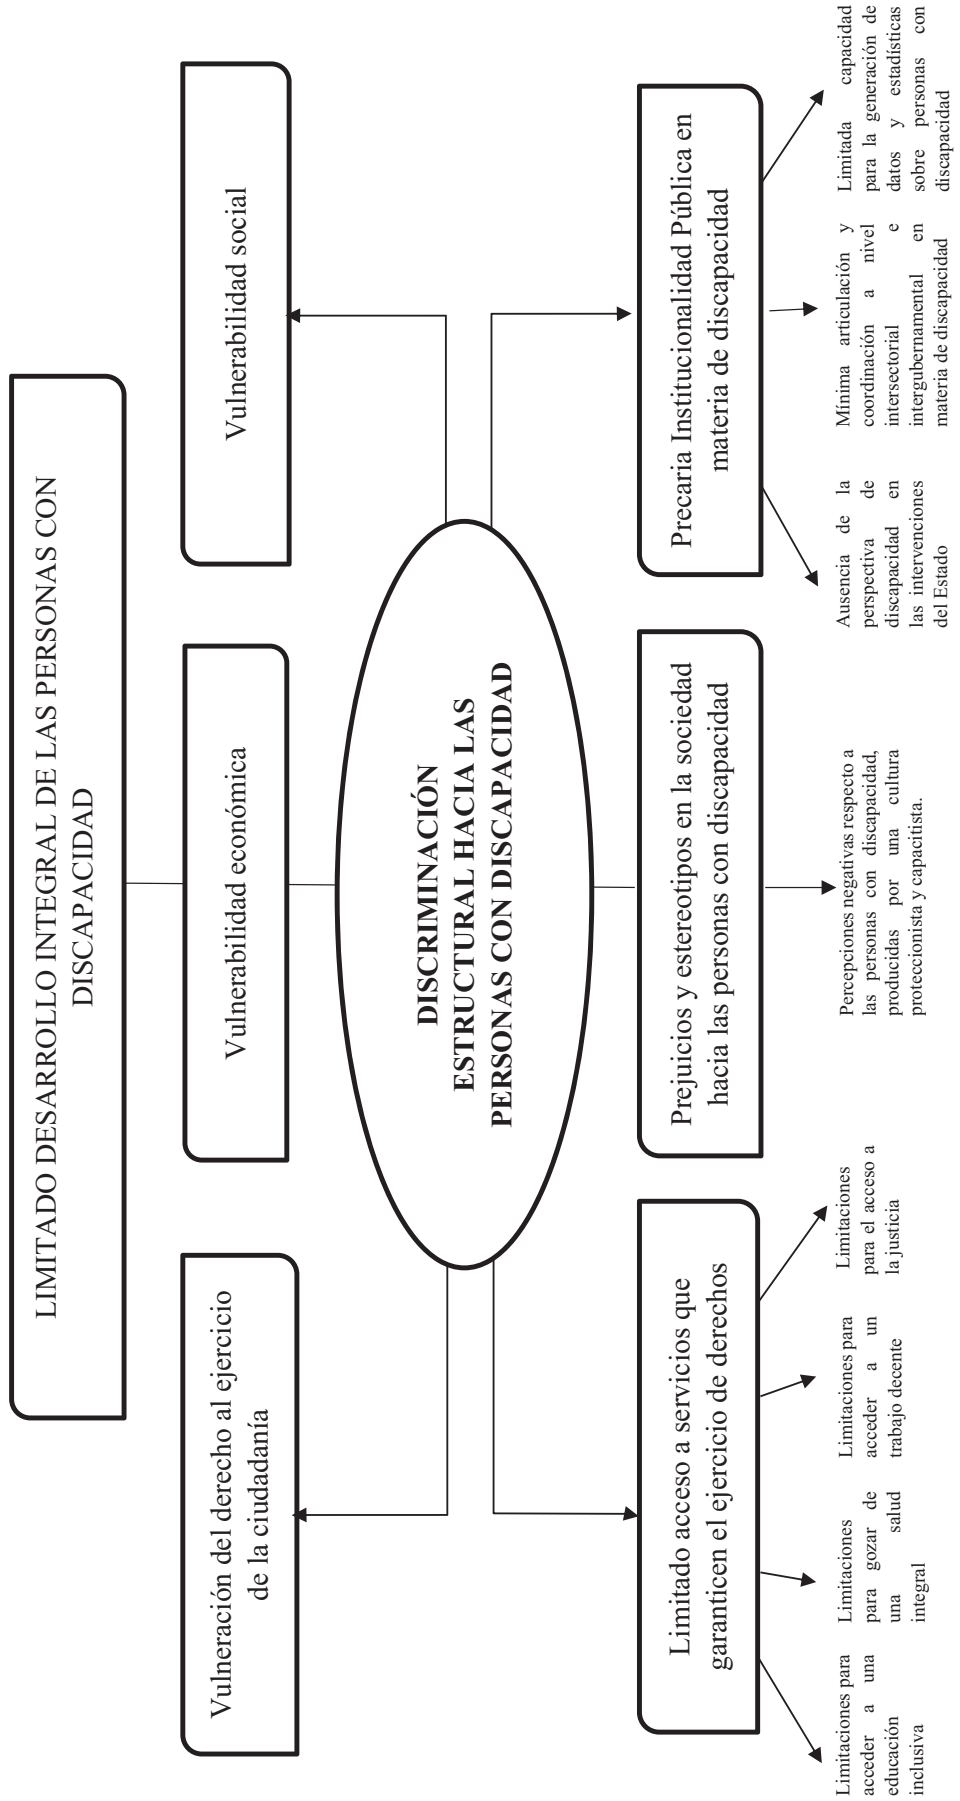 LIMITADO DESARROLLO INTEGRAL DE LAS PERSONAS CON
DISCAPACIDAD
Vulneración del derecho al ejercicio
de la ciudadanía
Vulnerabilidad económica
Vulnerabilidad social
DISCRIMINACIÓN
ESTRUCTURAL HACIA LAS
PERSONAS CON DISCAPACIDAD
Limitado acceso a servicios que
garanticen el ejercicio de derechos
Prejuicios y estereotipos en la sociedad
hacia las personas con discapacidad
Precaria Institucionalidad Pública en
materia de discapacidad
Limitaciones para
acceder a una
educación
inclusiva
Limitaciones
para gozar de
una salud
integral
Limitaciones para
acceder a un
trabajo decente
Limitaciones
para el acceso a
la justicia
Percepciones negativas respecto a
las personas con discapacidad,
producidas por una cultura
proteccionista y capacitista.
Ausencia de la
perspectiva de
discapacidad en
las intervenciones
del Estado
Mínima articulación y
coordinación a nivel
intersectorial e
intergubernamental en
materia de discapacidad
Limitada capacidad
para la generación de
datos y estadísticas
sobre personas con
discapacidad